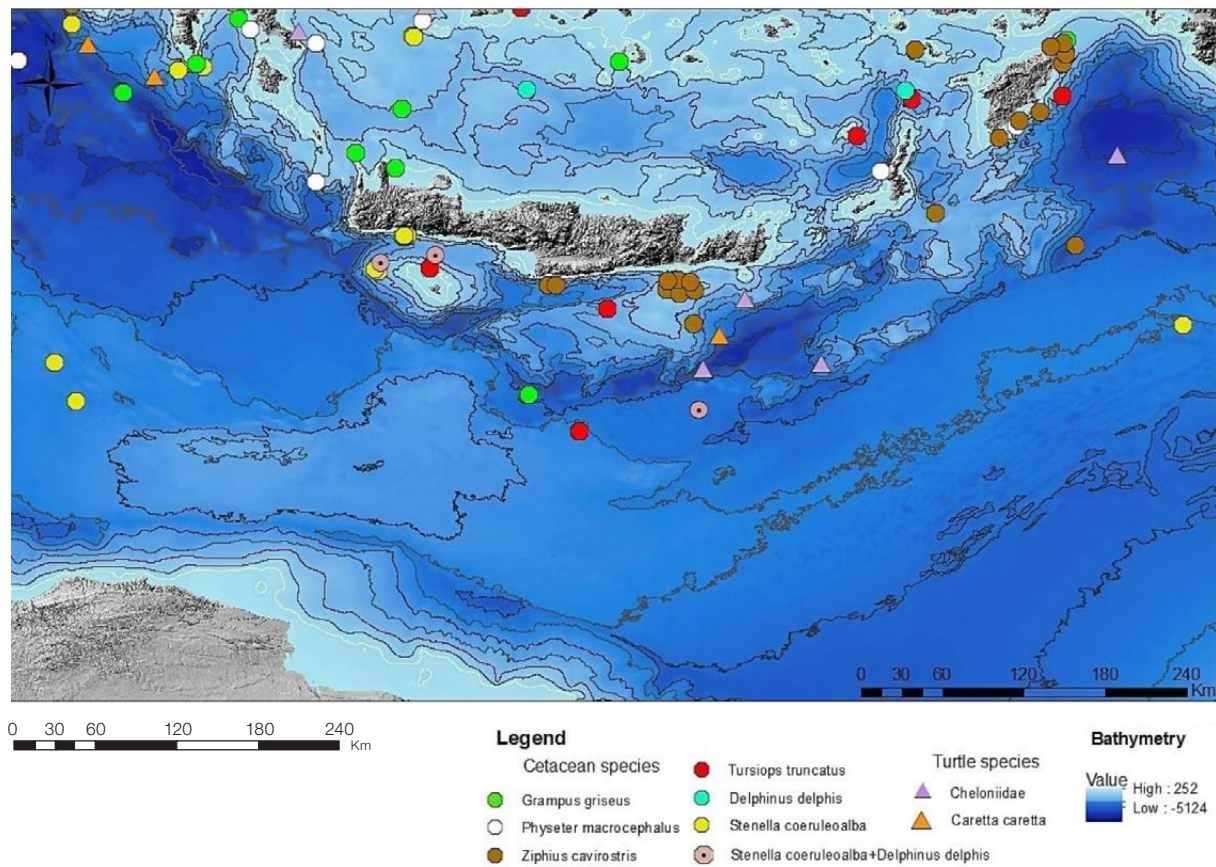 N
0 30 60 120 180 240
Km
0 30 60 120 180 240
Km
Legend
Cetacean species
Grampus griseus
Physeter macrocephalus
Ziphius cavirostris
Tursiops truncatus
Delphinus delphis
Stenella coeruleoalba
Stenella coeruleoalba+Delphinus delphis
Turtle species
Cheloniidae
Caretta caretta
Bathymetry
Value
High : 252
Low : -5124